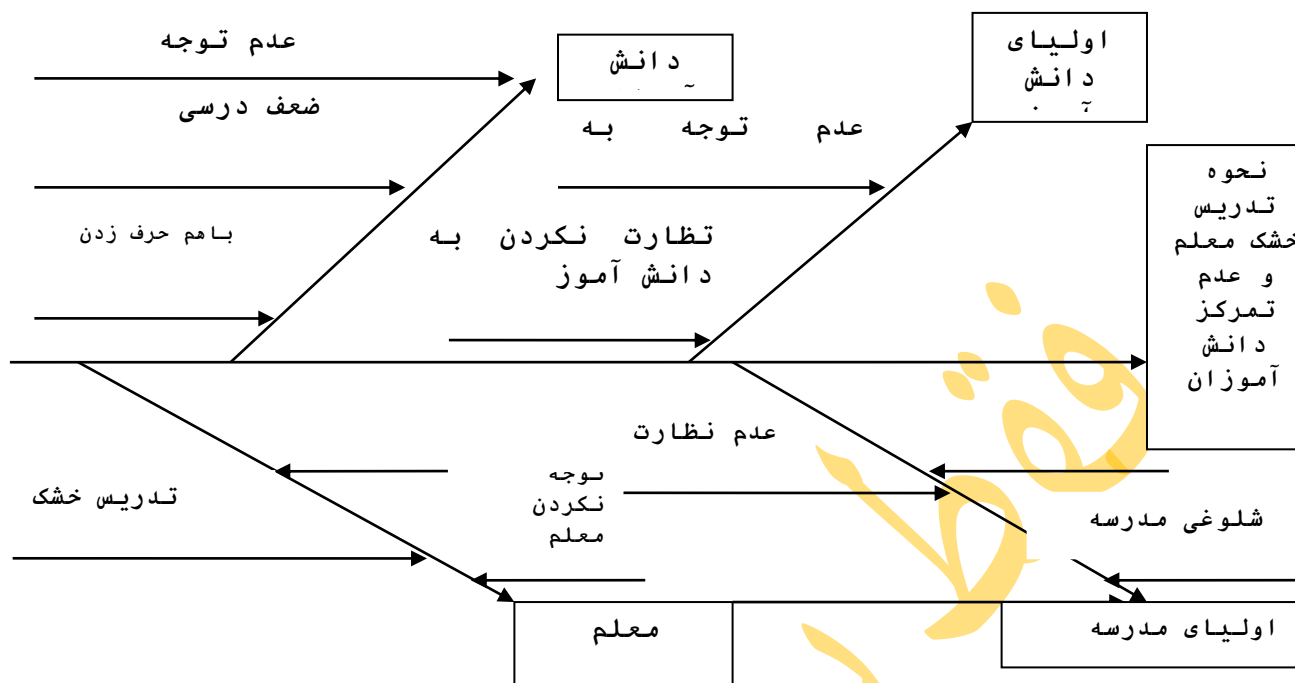 عدم توجه
دانش
اولیای
دانش
ضعف درسی
عدم توجه به
نحوه
تدریس
خشک معلم
و عدم
تمرکز
دانش
آموزان
باهم حرف زدن
تظارت نکردن به
دانش آموز
عدم نظارت
توجه
نکردن
معلم
تدریس خشک
شلوغی مدرسه
معلم
اولیای مدرسه